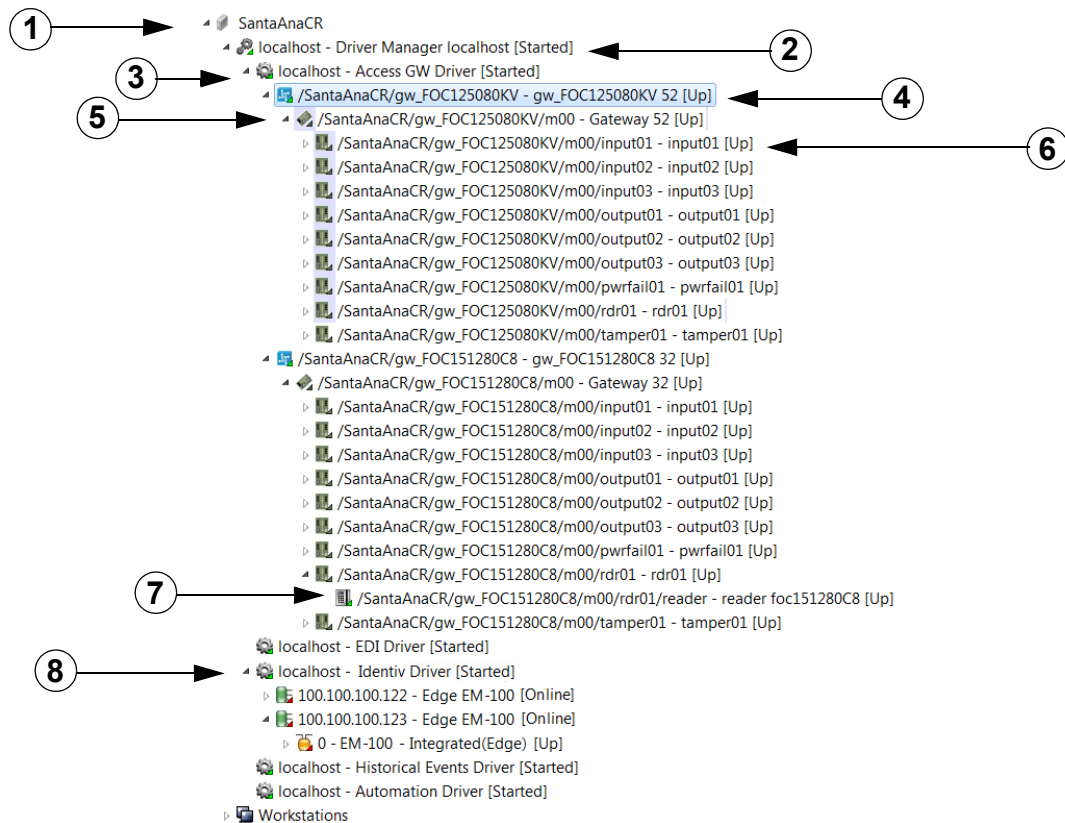 1 SantaAnaCR
localhost - Driver Manager localhost [Started] 2
3 localhost - Access GW Driver [Started]
/SantaAnaCR/gw_FOC125080KV - gw_FOC125080KV 52 [Up] 4
5 /SantaAnaCR/gw_FOC125080KV/m00 - Gateway 52 [Up]
/SantaAnaCR/gw_FOC125080KV/m00/input01 - input01 [Up] 6
/SantaAnaCR/gw_FOC125080KV/m00/input02 - input02 [Up]
/SantaAnaCR/gw_FOC125080KV/m00/input03 - input03 [Up]
/SantaAnaCR/gw_FOC125080KV/m00/output01 - output01 [Up]
/SantaAnaCR/gw_FOC125080KV/m00/output02 - output02 [Up]
/SantaAnaCR/gw_FOC125080KV/m00/output03 - output03 [Up]
/SantaAnaCR/gw_FOC125080KV/m00/pwrfail01 - pwrfail01 [Up]
/SantaAnaCR/gw_FOC125080KV/m00/rdr01 - rdr01 [Up]
/SantaAnaCR/gw_FOC125080KV/m00/tamper01 - tamper01 [Up]
/SantaAnaCR/gw_FOC151280C8 - gw_FOC151280C8 32 [Up]
/SantaAnaCR/gw_FOC151280C8/m00 - Gateway 32 [Up]
/SantaAnaCR/gw_FOC151280C8/m00/input01 - input01 [Up]
/SantaAnaCR/gw_FOC151280C8/m00/input02 - input02 [Up]
/SantaAnaCR/gw_FOC151280C8/m00/input03 - input03 [Up]
/SantaAnaCR/gw_FOC151280C8/m00/output01 - output01 [Up]
/SantaAnaCR/gw_FOC151280C8/m00/output02 - output02 [Up]
/SantaAnaCR/gw_FOC151280C8/m00/output03 - output03 [Up]
/SantaAnaCR/gw_FOC151280C8/m00/pwrfail01 - pwrfail01 [Up]
/SantaAnaCR/gw_FOC151280C8/m00/rdr01 - rdr01 [Up]
7 /SantaAnaCR/gw_FOC151280C8/m00/rdr01/reader - reader foc151280C8 [Up]
/SantaAnaCR/gw_FOC151280C8/m00/tamper01 - tamper01 [Up]
localhost - EDI Driver [Started]
8 localhost - Identiv Driver [Started]
100.100.100.122 - Edge EM-100 [Online]
100.100.100.123 - Edge EM-100 [Online]
0 - EM-100 - Integrated(Edge) [Up]
localhost - Historical Events Driver [Started]
localhost - Automation Driver [Started]
Workstations